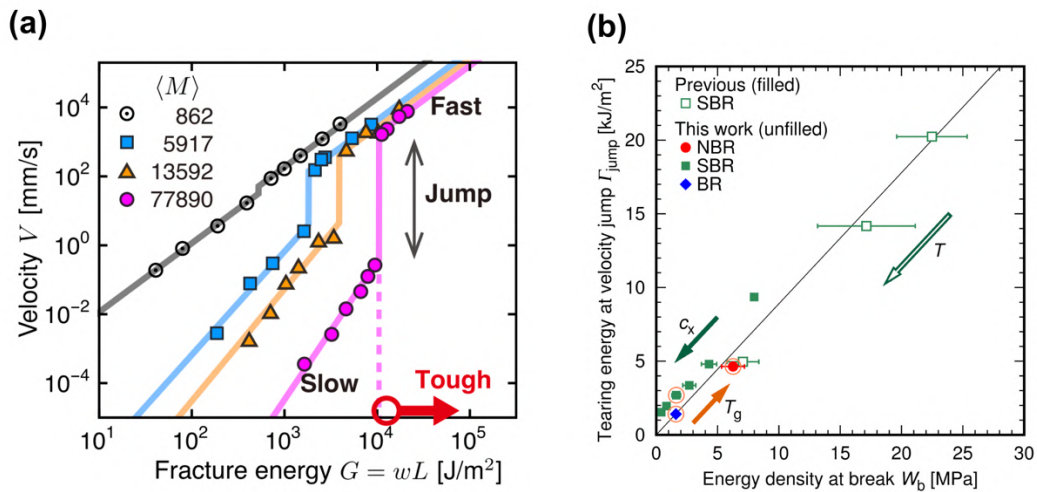 (a)
⟨M⟩
862
5917
13592
77890
Fast
Jump
Slow
Tough
Velocity V [mm/s]
10⁴
10²
10⁰
10⁻²
10⁻⁴
10¹
10²
10³
10⁴
10⁵
Fracture energy G = wL [J/m²]
(b)
Previous (filled)
SBR
This work (unfilled)
NBR
SBR
BR
T
cₓ
T_g
Tearing energy at velocity jump Γ_jump [kJ/m²]
25
20
15
10
5
0
0
5
10
15
20
25
30
Energy density at break W_b [MPa]